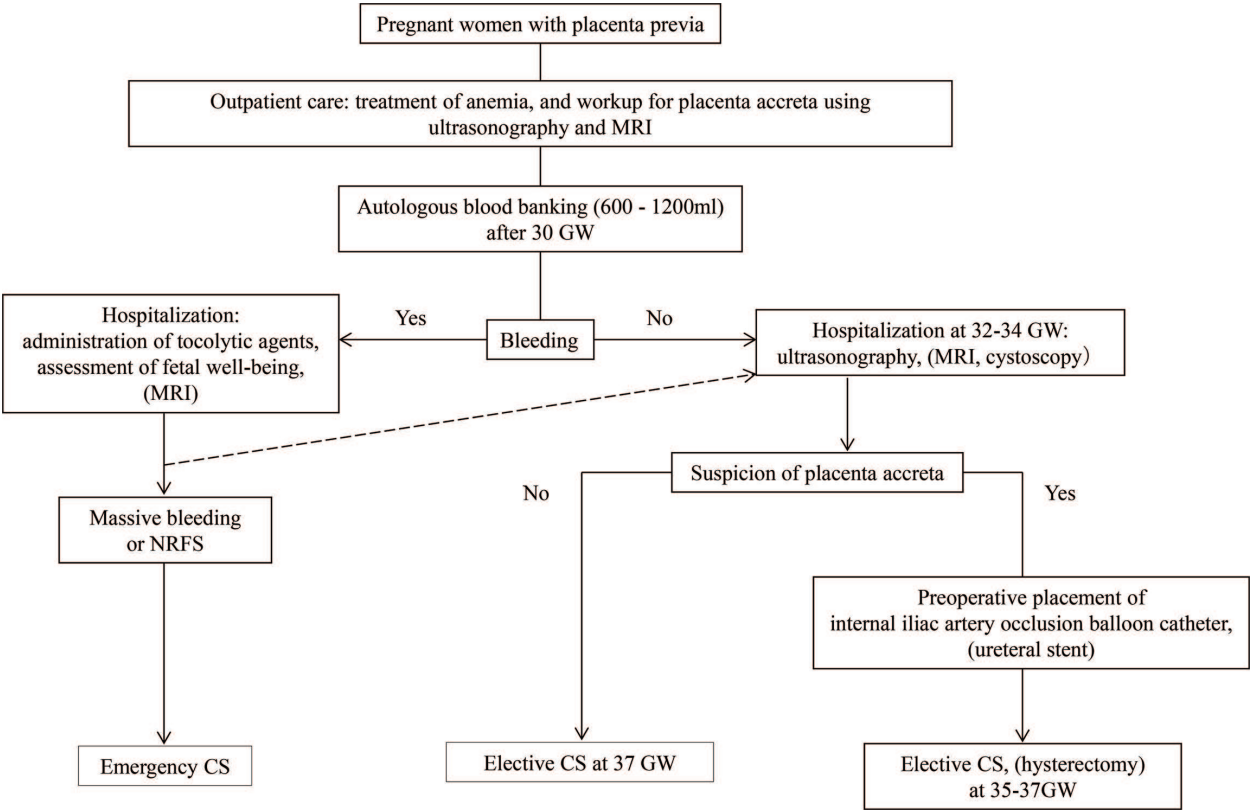 Pregnant women with placenta previa
Outpatient care: treatment of anemia, and workup for placenta accreta using
ultrasonography and MRI
Autologous blood banking (600 - 1200ml)
after 30 GW
Hospitalization:
administration of tocolytic agents,
assessment of fetal well-being,
(MRI)
Yes
Bleeding
No
Hospitalization at 32-34 GW:
ultrasonography, (MRI, cystoscopy）
Suspicion of placenta accreta
No
Yes
Massive bleeding
or NRFS
Preoperative placement of
internal iliac artery occlusion balloon catheter,
(ureteral stent)
Emergency CS
Elective CS at 37 GW
Elective CS, (hysterectomy)
at 35-37GW